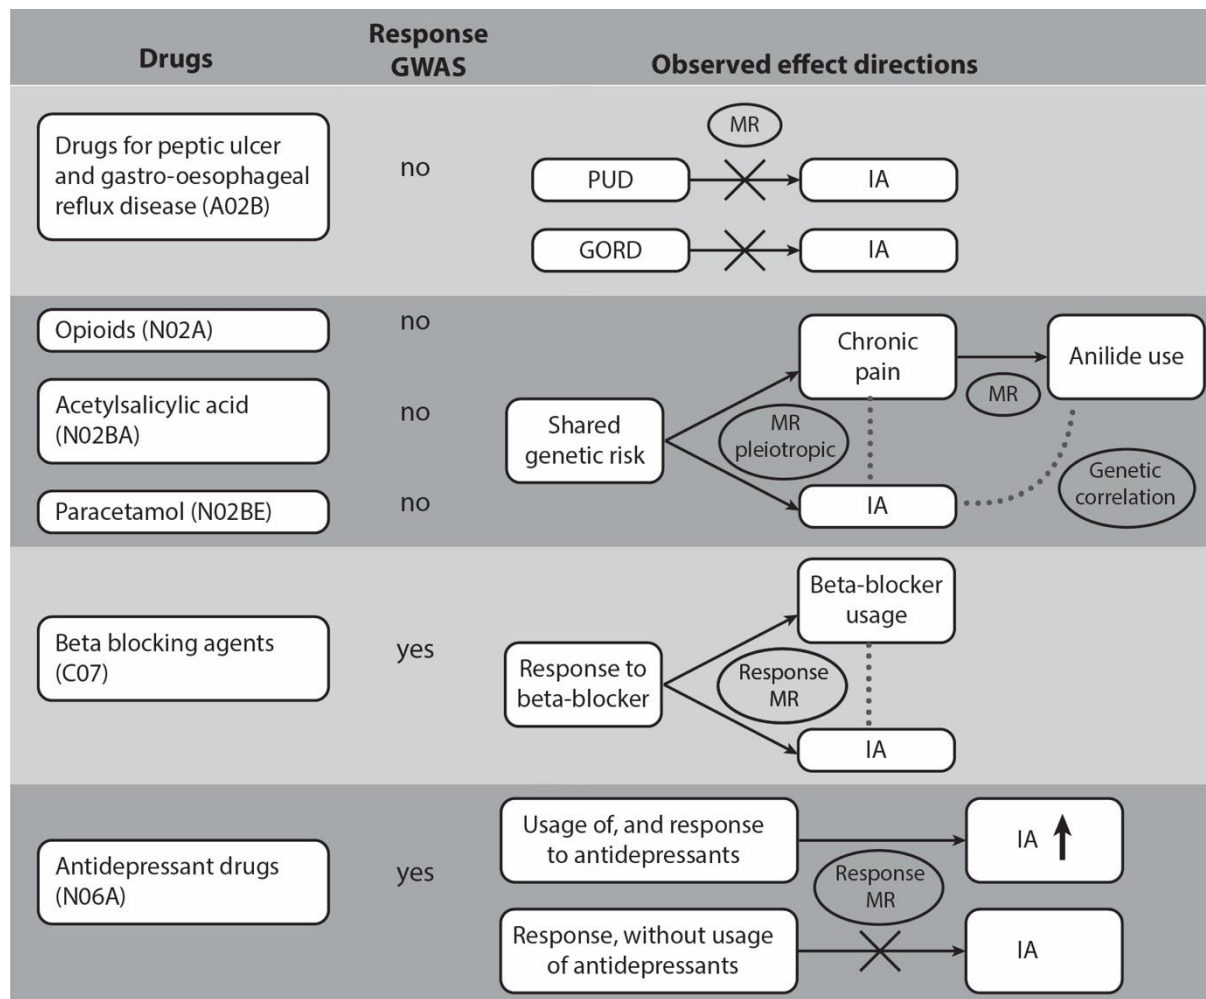 Drugs
Response
GWAS
Observed effect directions
Drugs for peptic ulcer
and gastro-oesophageal
reflux disease (A02B)
no
MR
PUD
IA
GORD
IA
Opioids (N02A)
no
Acetylsalicylic acid
(N02BA)
no
Paracetamol (N02BE)
no
Shared
genetic risk
MR
pleiotropic
Chronic
pain
MR
Anilide use
IA
Genetic
correlation
Beta blocking agents
(C07)
yes
Response to
beta-blocker
Response
MR
Beta-blocker
usage
IA
Antidepressant drugs
(N06A)
yes
Usage of, and response
to antidepressants
IA
Response
MR
Response, without usage
of antidepressants
IA